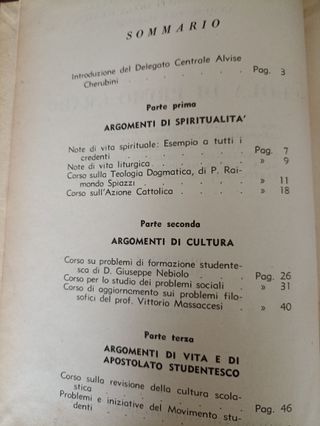 SOMMARIO
Introduzione del Delegato Centrale Alvise
Cherubini . . . . . . . Pag. 3
Parte prima
ARGOMENTI DI SPIRITUALITA'
Note di vita spirituale: Esempio a tutti i
credenti . . . . . . . Pag. 7
Note di vita liturgica . . . . . » 9
Corso sulla Teologia Dogmatica, di P. Rai-
mondo Spiazzi . . . . . . » 11
Corso sull'Azione Cattolica . . . . » 18
Parte seconda
ARGOMENTI DI CULTURA
Corso su problemi di formazione studente-
sca di D. Giuseppe Nebiolo . . . Pag. 26
Corso per lo studio dei problemi sociali . » 31
Corso di aggiornamento sui problemi filo-
sofici del prof. Vittorio Massaccesi . » 40
Parte terza
ARGOMENTI DI VITA E DI
APOSTOLATO STUDENTESCO
Corso sulla revisione della cultura scola-
stica . . . . . . . Pag. 46
Problemi e iniziative del Movimento stu-
denti